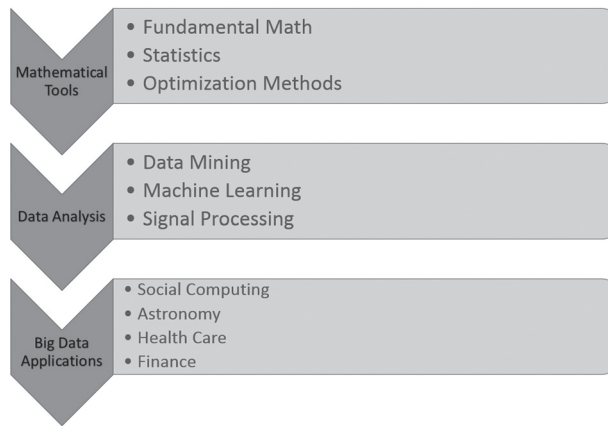 Mathematical
Tools
• Fundamental Math
• Statistics
• Optimization Methods
Data Analysis
• Data Mining
• Machine Learning
• Signal Processing
Big Data
Applications
• Social Computing
• Astronomy
• Health Care
• Finance